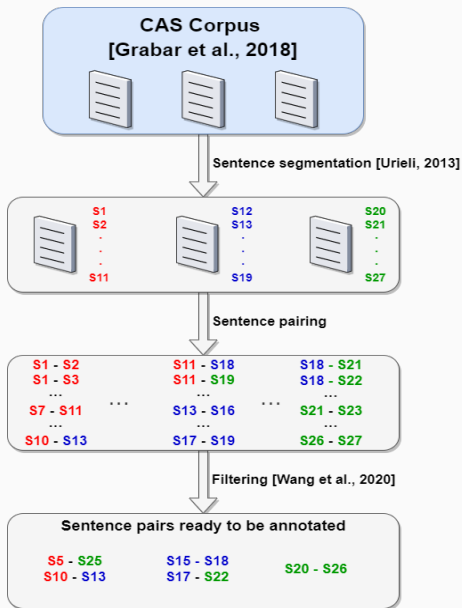 CAS Corpus
[Grabar et al., 2018]
Sentence segmentation [Urieli, 2013]
S1 S12 S20
S2 S13 S21
. . .
. . .
. . .
S11 S19 S27
Sentence pairing
S1 - S2 S11 - S18 S18 - S21
S1 - S3 S11 - S19 S18 - S22
... ... ...
S7 - S11 ... S13 - S16 ... S21 - S23
... ... ...
S10 - S13 S17 - S19 S26 - S27
Filtering [Wang et al., 2020]
Sentence pairs ready to be annotated
S5 - S25 S15 - S18 S20 - S26
S10 - S13 S17 - S22